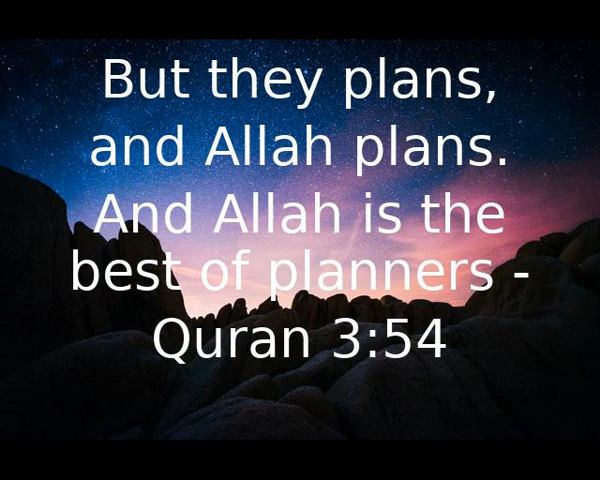 But they plans,
and Allah plans.
And Allah is the
best of planners -
Quran 3:54